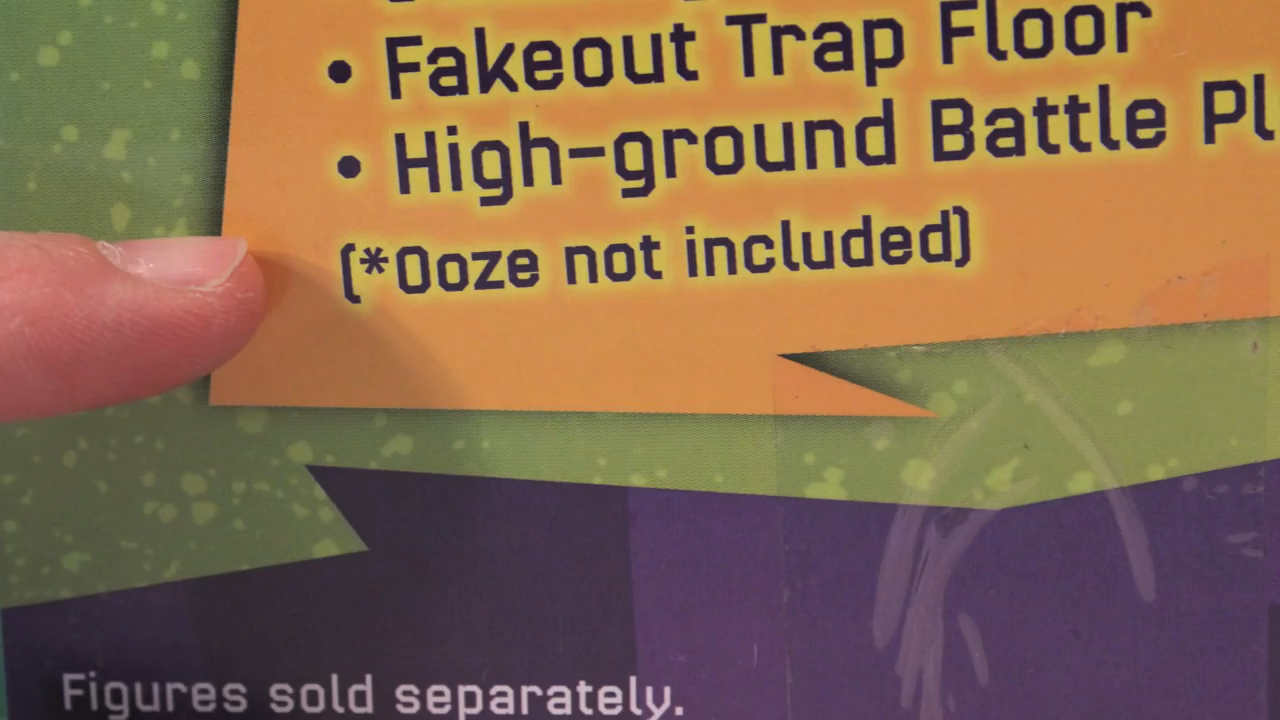 • Fakeout Trap Floor
• High-ground Battle
(*Ooze not included)
Figures sold separately.